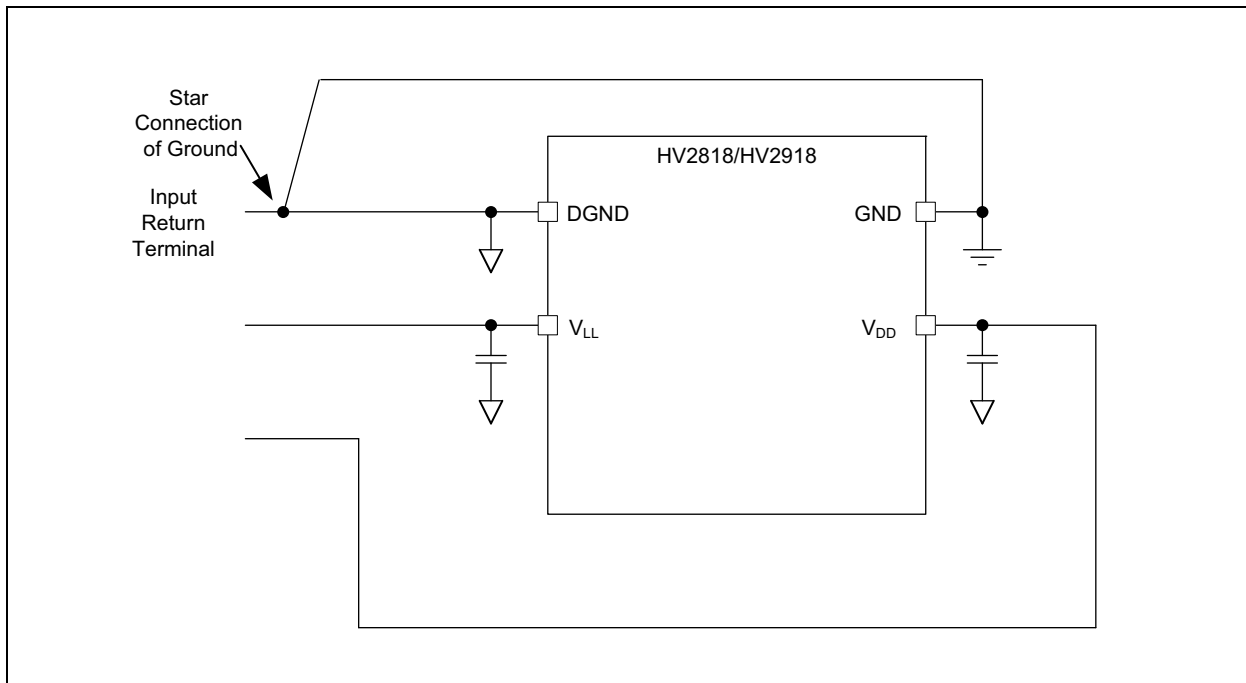 Star
Connection
of Ground
Input
Return
Terminal
HV2818/HV2918
DGND
GND
VLL
VDD